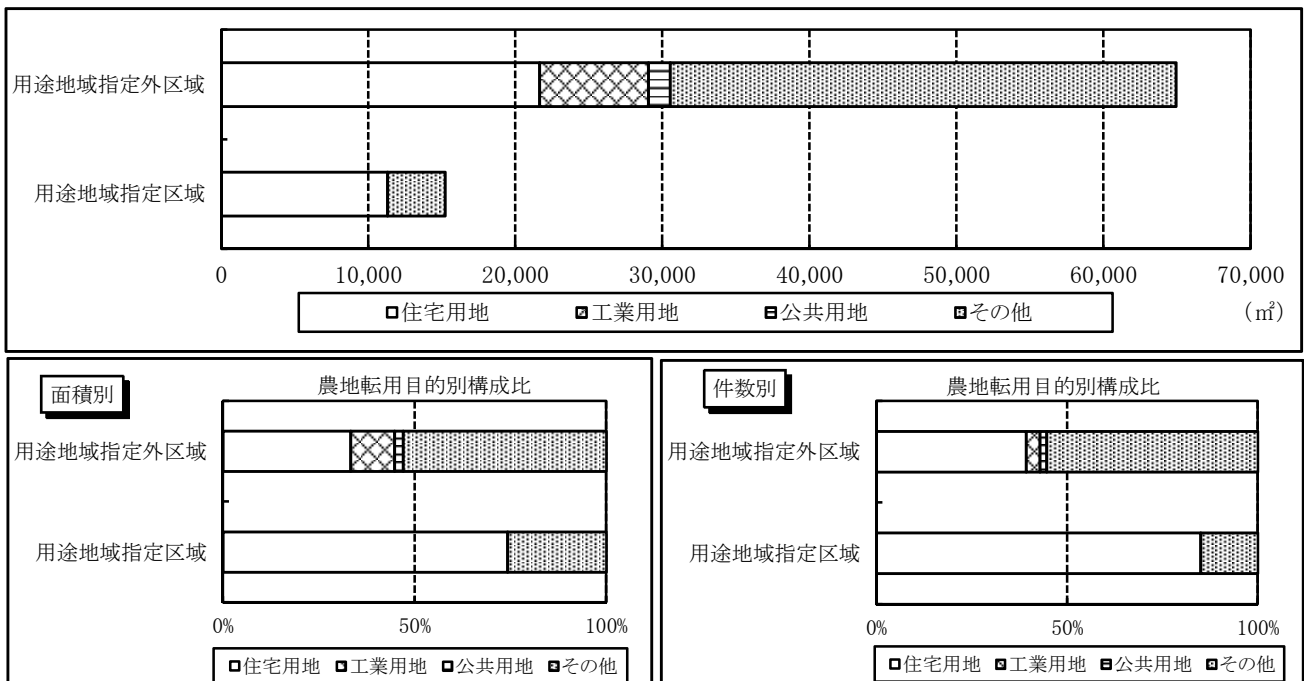 用途地域指定外区域
用途地域指定区域
0 10,000 20,000 30,000 40,000 50,000 60,000 70,000
住宅用地 工業用地 公共用地 その他 (㎡)
面積別 農地転用目的別構成比
用途地域指定外区域
用途地域指定区域
0% 50% 100%
住宅用地 工業用地 公共用地 その他
件数別 農地転用目的別構成比
用途地域指定外区域
用途地域指定区域
0% 50% 100%
住宅用地 工業用地 公共用地 その他